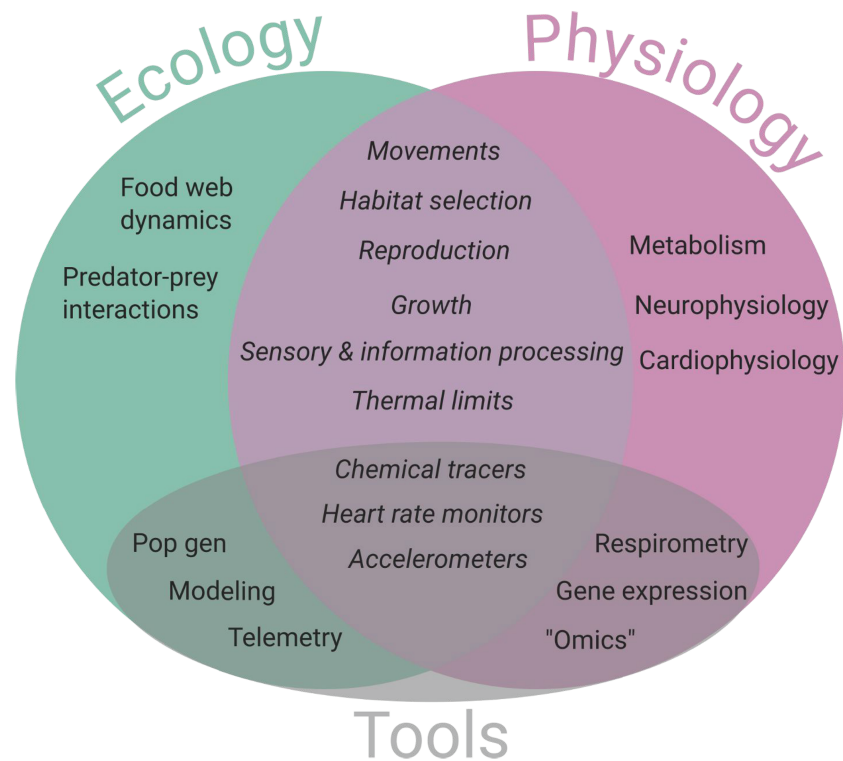 Ecology
Physiology
Movements
Food web
dynamics
Habitat selection
Reproduction
Metabolism
Predator-prey
interactions
Growth
Neurophysiology
Sensory & information processing
Cardiophysiology
Thermal limits
Chemical tracers
Heart rate monitors
Accelerometers
Pop gen
Respirometry
Modeling
Gene expression
Telemetry
"Omics"
Tools